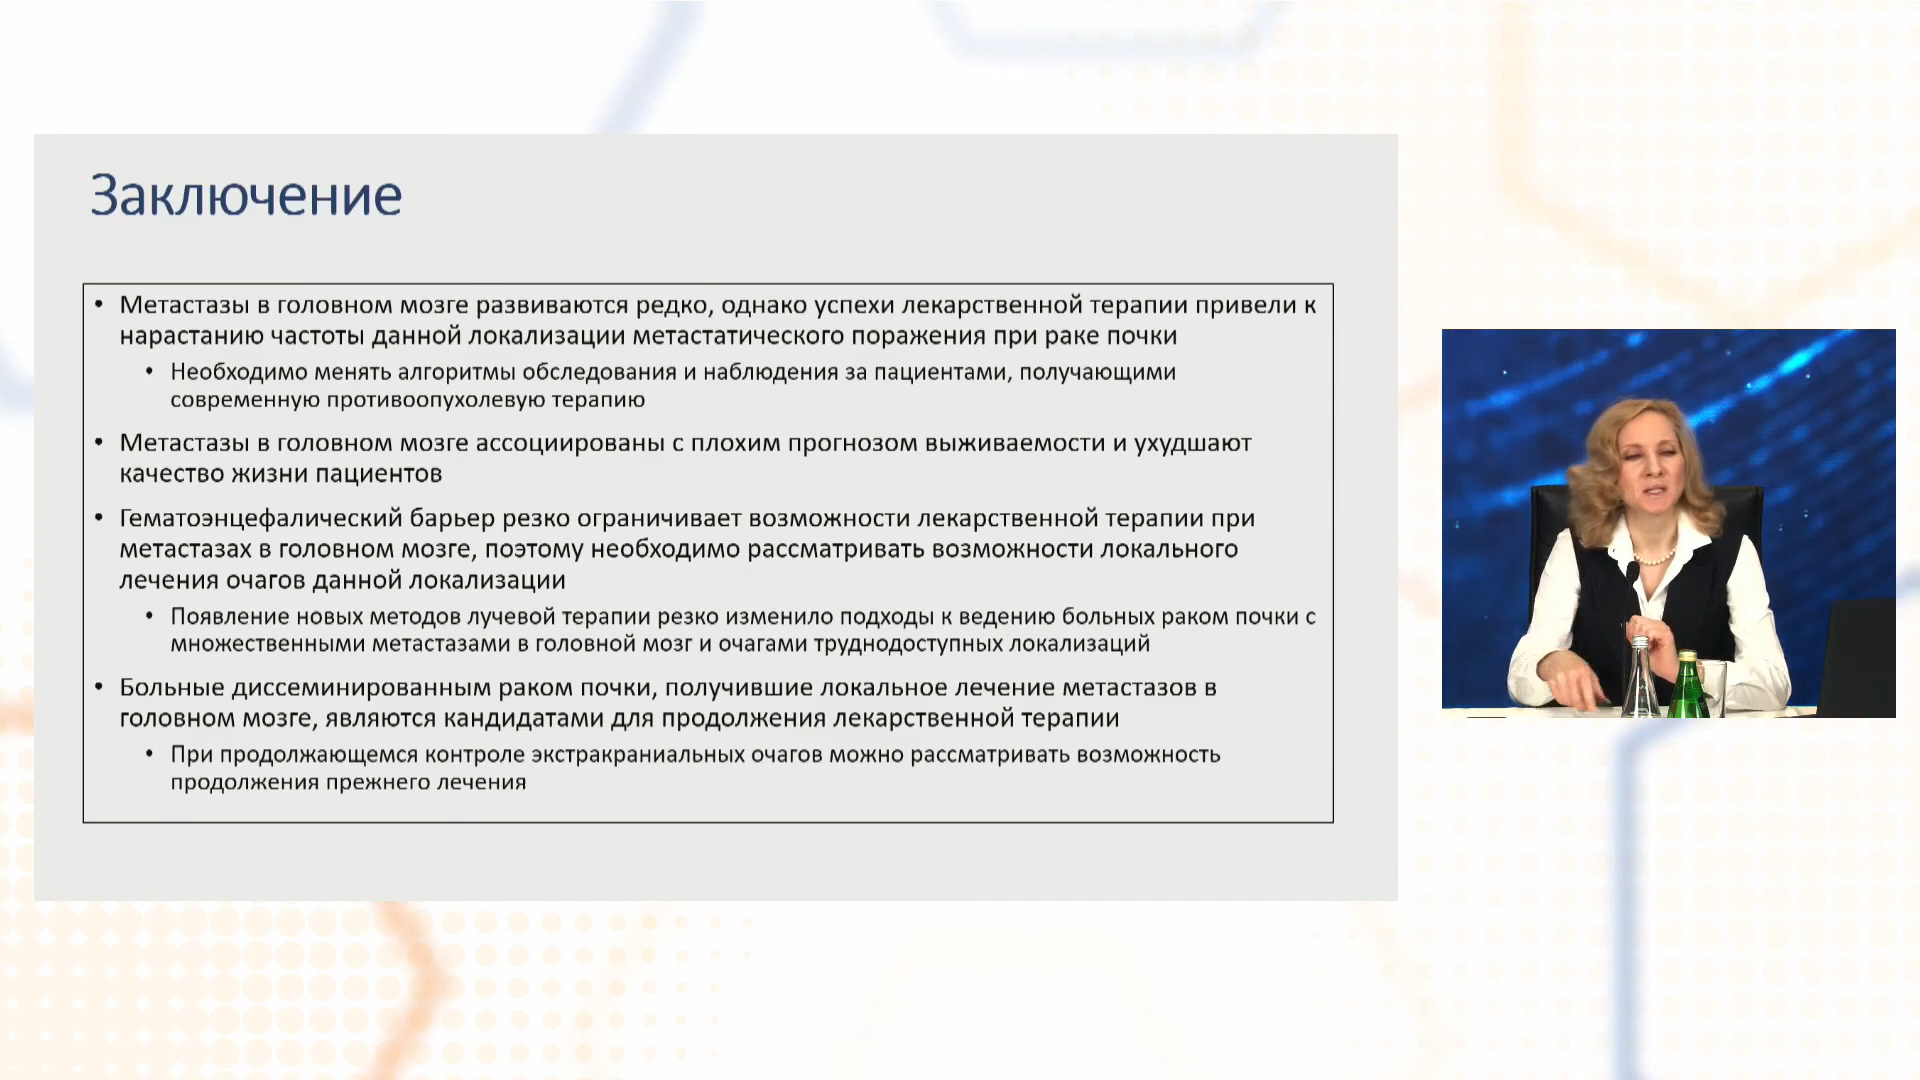 Заключение
• Метастазы в головном мозге развиваются редко, однако успехи лекарственной терапии привели к
нарастанию частоты данной локализации метастатического поражения при раке почки
• Необходимо менять алгоритмы обследования и наблюдения за пациентами, получающими
современную противоопухолевую терапию
• Метастазы в головном мозге ассоциированы с плохим прогнозом выживаемости и ухудшают
качество жизни пациентов
• Гематоэнцефалический барьер резко ограничивает возможности лекарственной терапии при
метастазах в головном мозге, поэтому необходимо рассматривать возможности локального
лечения очагов данной локализации
• Появление новых методов лучевой терапии резко изменило подходы к ведению больных раком почки с
множественными метастазами в головной мозг и очагами труднодоступных локализаций
• Больные диссеминированным раком почки, получившие локальное лечение метастазов в
головном мозге, являются кандидатами для продолжения лекарственной терапии
• При продолжающемся контроле экстракраниальных очагов можно рассматривать возможность
продолжения прежнего лечения